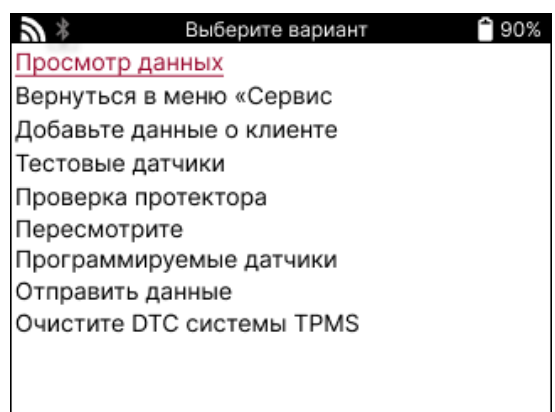 Выберите вариант 90%
Просмотр данных
Вернуться в меню «Сервис
Добавьте данные о клиенте
Тестовые датчики
Проверка протектора
Пересмотрите
Программируемые датчики
Отправить данные
Очистите DTC системы TPMS